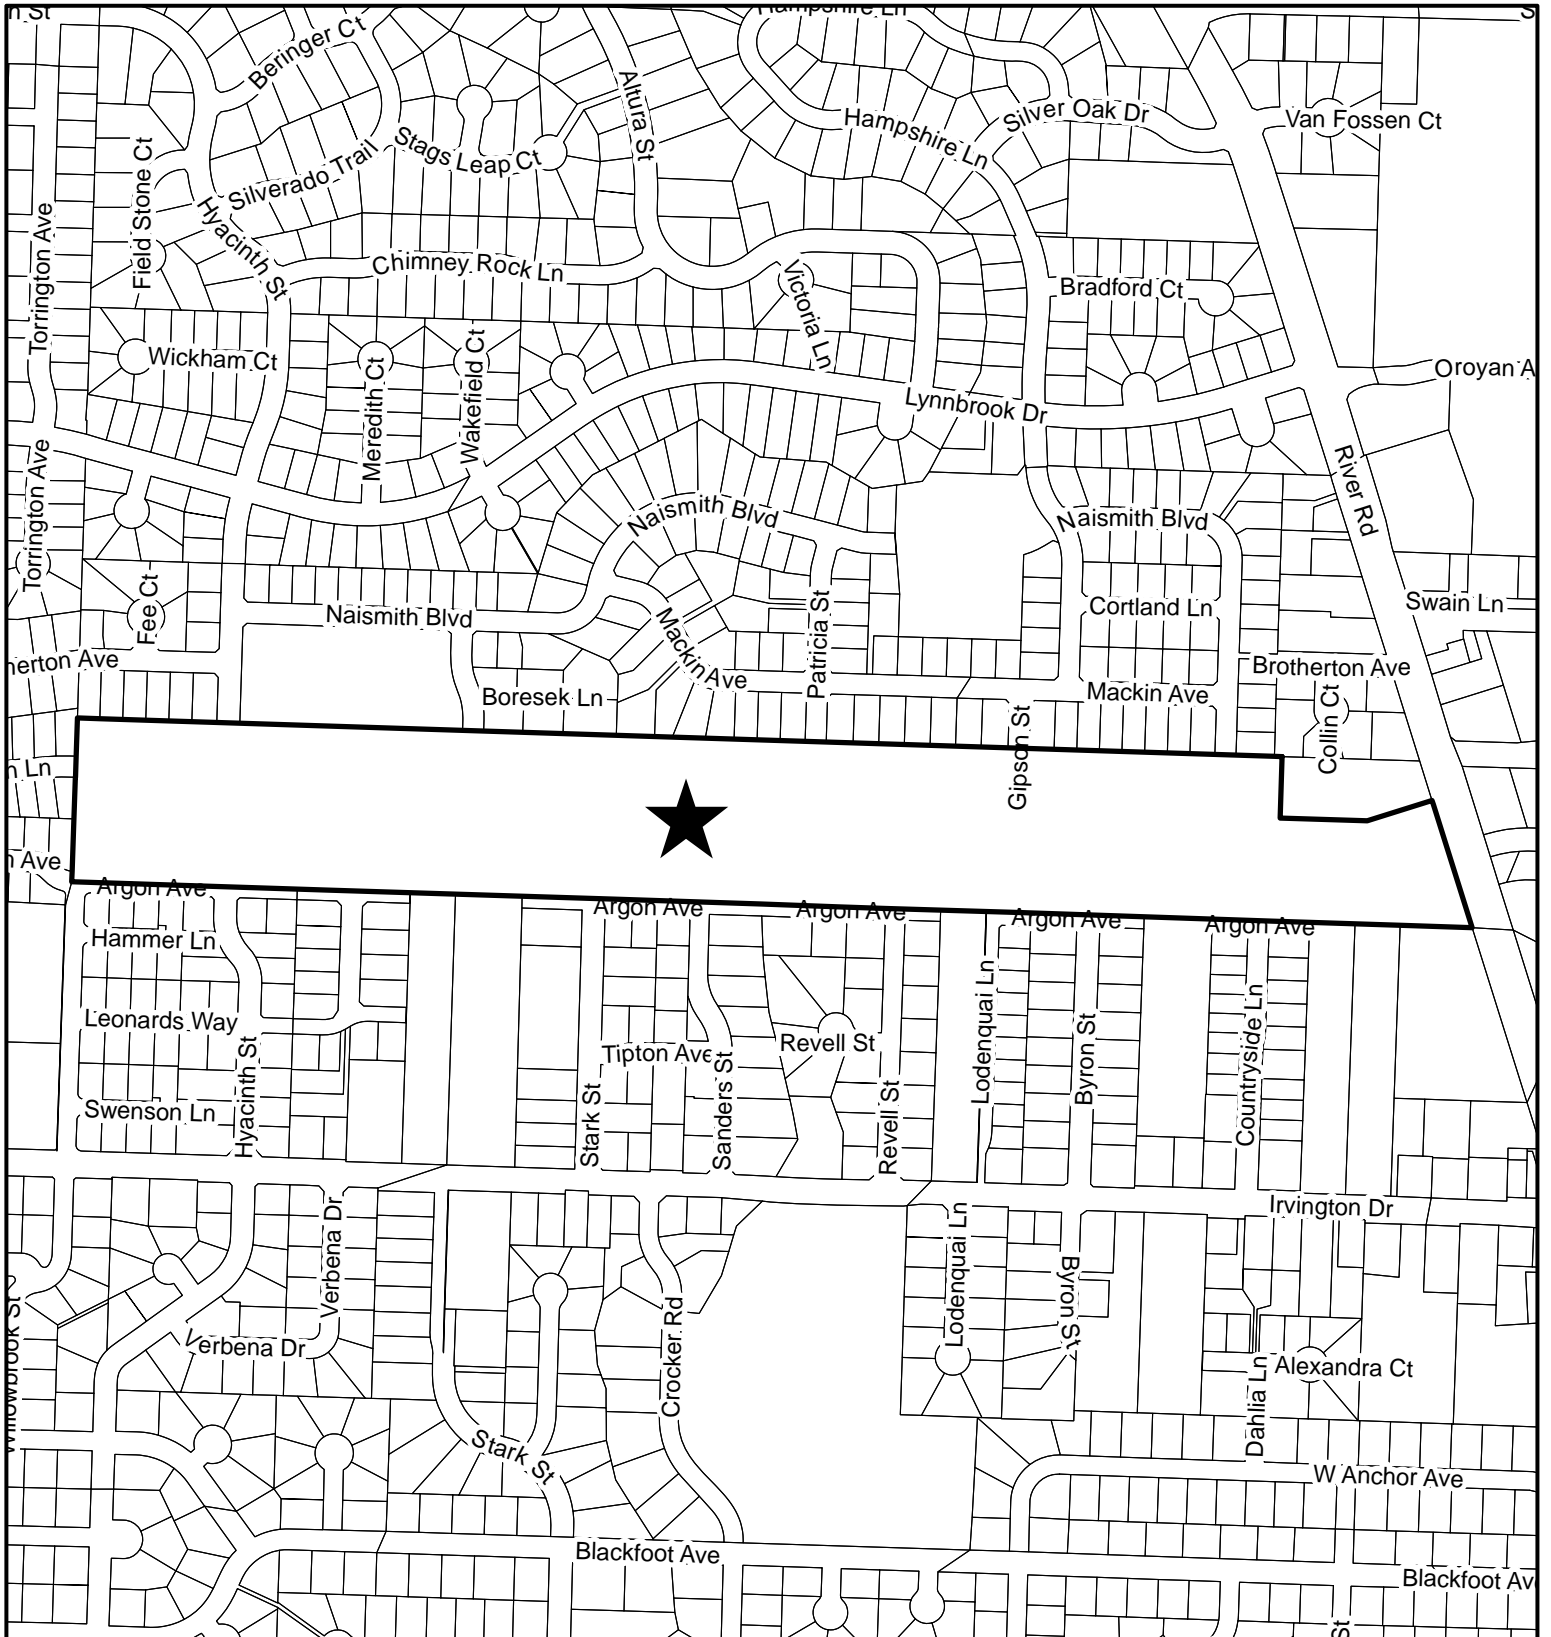 Hampshire Ln
Beringer Ct
Altura St
Stags Leap Ct
Hampshire Ln
Silver Oak Dr
Van Fossen Ct
Silverado Trail
Field Stone Ct
Hyacinth St
Torrington Ave
Chimney Rock Ln
Victoria Ln
Bradford Ct
Wickham Ct
Meredith Ct
Wakefield Ct
Lynnbrook Dr
Oroyan A
River Rd
Torrington Ave
Naismith Blvd
Naismith Blvd
Fee Ct
Naismith Blvd
Mackin Ave
Patricia St
Cortland Ln
Swain Ln
herton Ave
Boresek Ln
Mackin Ave
Brotherton Ave
Collin Ct
Gipson St
n Ln
n Ave
Argon Ave
Argon Ave
Argon Ave
Argon Ave
Argon Ave
Hammer Ln
Leonards Way
Hyacinth St
Swenson Ln
Stark St
Tipton Ave
Sanders St
Revell St
Revell St
Lodenquai Ln
Byron St
Countryside Ln
Irvington Dr
Verbena Dr
Verbena Dr
Willowbrook St
Crocker Rd
Lodenquai Ln
Byron St
Dahlia Ln
Alexandra Ct
Stark St
W Anchor Ave
Blackfoot Ave
Blackfoot Av
St